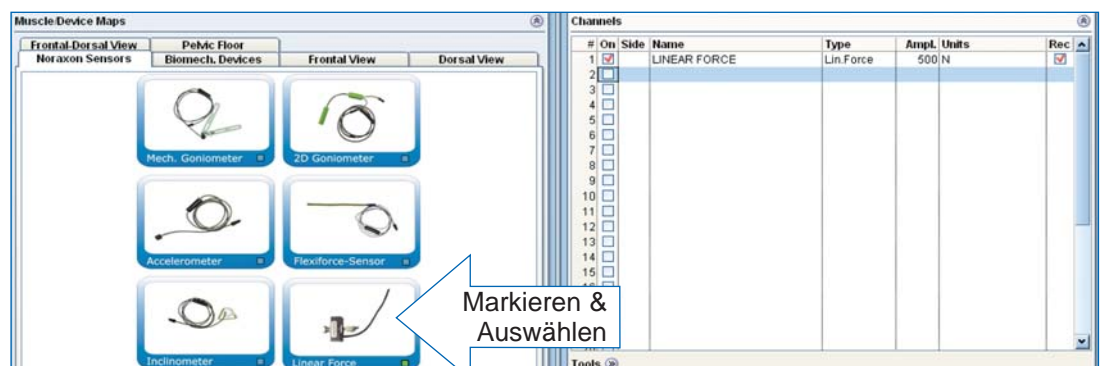 Muscle/Device Maps
Frontal-Dorsal View Pelvic Floor
Noraxon Sensors Biomech. Devices Frontal View Dorsal View
Mech. Goniometer 2D Goniometer
Accelerometer Flexiforce-Sensor
Inclinometer Linear Force
Markieren &
Auswählen
Channels
# On Side Name Type Ampl. Units Rec
1 LINEAR FORCE Lin.Force 500 N
2
3
4
5
6
7
8
9
10
11
12
13
14
15
Tools